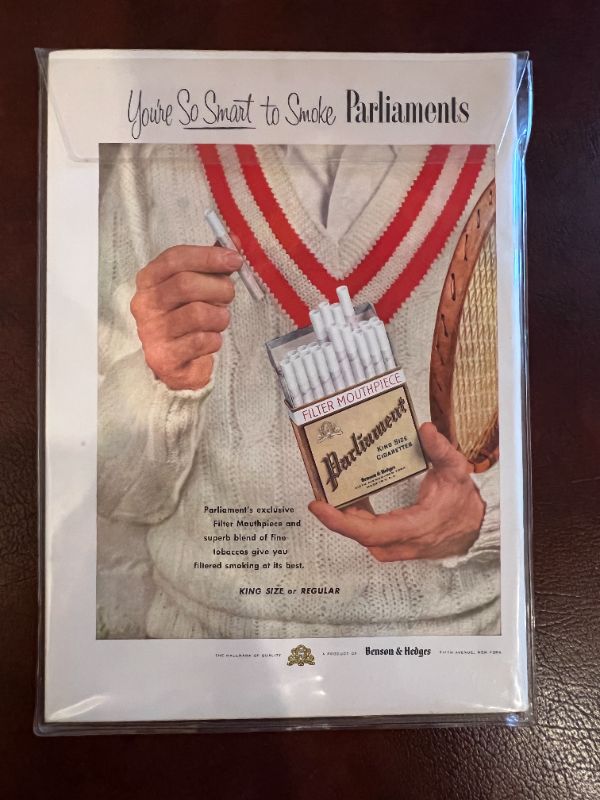 You're So Smart to Smoke Parliaments
FILTER MOUTHPIECE
Parliament
KING SIZE
CIGARETTES
Benson & Hedges
Parliament's exclusive
Filter Mouthpiece and
superb blend of fine
tobaccos give you
filtered smoking at its best.
KING SIZE or REGULAR
THE HALLMARK OF QUALITY A PRODUCT OF Benson & Hedges FIFTH AVENUE, NEW YORK